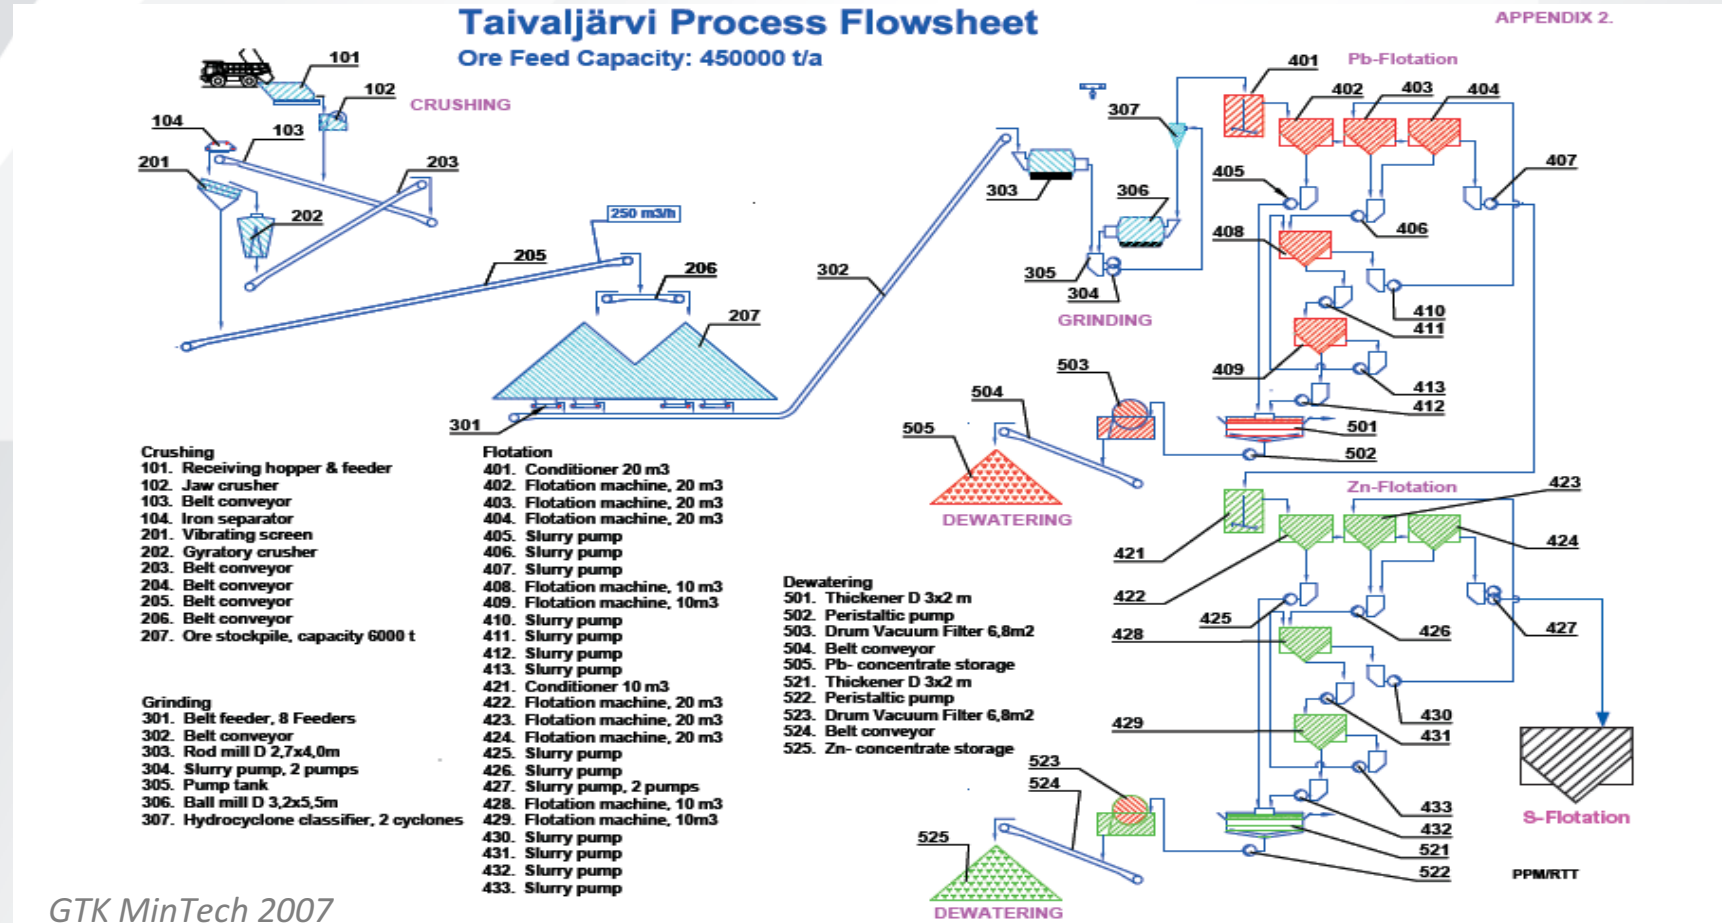 Taivaljärvi Process Flowsheet
APPENDIX 2.
Ore Feed Capacity: 450000 t/a
101
102
CRUSHING
104
103
201
203
202
250 m3/h
205
206
207
301
302
303
306
307
305
304
GRINDING
Pb-Flotation
401
402
403
404
405
407
406
408
410
411
409
413
412
501
502
503
504
505
DEWATERING
Zn-Flotation
423
424
421
422
425
426
427
428
430
431
429
433
432
521
522
523
524
525
DEWATERING
S-Flotation
PPM/RTT
Crushing
101. Receiving hopper & feeder
102. Jaw crusher
103. Belt conveyor
104. Iron separator
201. Vibrating screen
202. Gyratory crusher
203. Belt conveyor
204. Belt conveyor
205. Belt conveyor
206. Belt conveyor
207. Ore stockpile, capacity 6000 t
Grinding
301. Belt feeder, 8 Feeders
302. Belt conveyor
303. Rod mill D 2,7x4,0m
304. Slurry pump, 2 pumps
305. Pump tank
306. Ball mill D 3,2x5,5m
307. Hydrocyclone classifier, 2 cyclones
Flotation
401. Conditioner 20 m3
402. Flotation machine, 20 m3
403. Flotation machine, 20 m3
404. Flotation machine, 20 m3
405. Slurry pump
406. Slurry pump
407. Slurry pump
408. Flotation machine, 10 m3
409. Flotation machine, 10m3
410. Slurry pump
411. Slurry pump
412. Slurry pump
413. Slurry pump
421. Conditioner 10 m3
422. Flotation machine, 20 m3
423. Flotation machine, 20 m3
424. Flotation machine, 20 m3
425. Slurry pump
426. Slurry pump
427. Slurry pump, 2 pumps
428. Flotation machine, 10 m3
429. Flotation machine, 10m3
430. Slurry pump
431. Slurry pump
432. Slurry pump
433. Slurry pump
Dewatering
501. Thickener D 3x2 m
502. Peristaltic pump
503. Drum Vacuum Filter 6,8m2
504. Belt conveyor
505. Pb- concentrate storage
521. Thickener D 3x2 m
522. Peristaltic pump
523. Drum Vacuum Filter 6,8m2
524. Belt conveyor
525. Zn- concentrate storage
GTK MinTech 2007